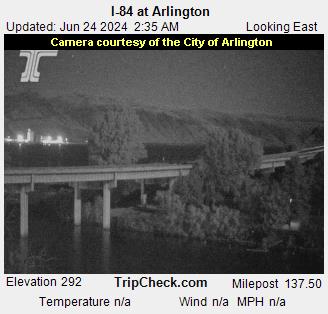 I-84 at Arlington
Updated: Jun 24 2024 2:35 AM Looking East
Camera courtesy of the City of Arlington
Elevation 292 TripCheck.com Milepost 137.50
Temperature n/a Wind n/a MPH n/a